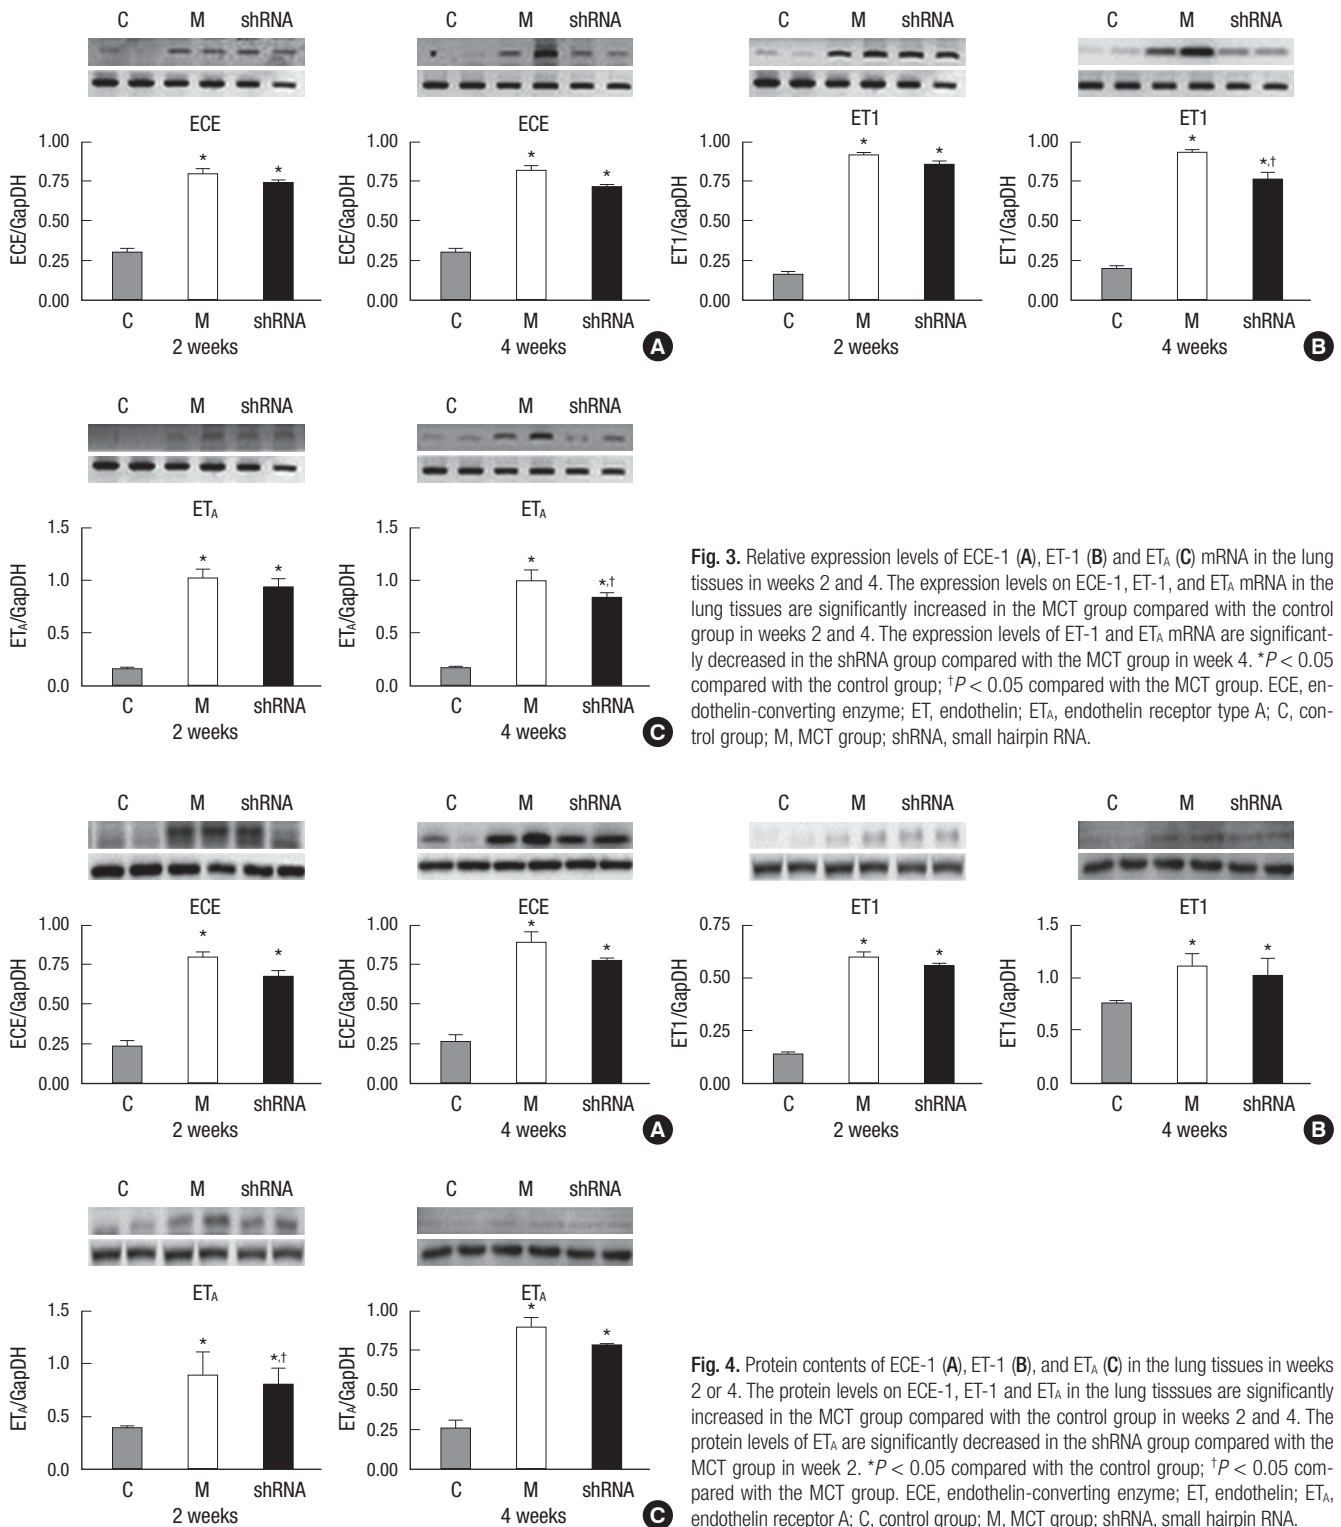 C M shRNA
C M shRNA
C M shRNA
C M shRNA
ECE
ECE
ET1
ET1
ECE/GapDH
1.00
0.75
0.50
0.25
0.00
*
*
C M shRNA
2 weeks
ECE/GapDH
1.00
0.75
0.50
0.25
0.00
*
*
C M shRNA
4 weeks
A
ET1/GapDH
1.00
0.75
0.50
0.25
0.00
*
*
C M shRNA
2 weeks
ET1/GapDH
1.00
0.75
0.50
0.25
0.00
*
*,†
C M shRNA
4 weeks
B
C M shRNA
C M shRNA
ETA
ETA
ETA/GapDH
1.5
1.0
0.5
0.0
*
*
C M shRNA
2 weeks
ETA/GapDH
1.5
1.0
0.5
0.0
*
*,†
C M shRNA
4 weeks
C
Fig. 3. Relative expression levels of ECE-1 (A), ET-1 (B) and ETA (C) mRNA in the lung
tissues in weeks 2 and 4. The expression levels on ECE-1, ET-1, and ETA mRNA in the
lung tissues are significantly increased in the MCT group compared with the control
group in weeks 2 and 4. The expression levels of ET-1 and ETA mRNA are significant-
ly decreased in the shRNA group compared with the MCT group in week 4. *P < 0.05
compared with the control group; †P < 0.05 compared with the MCT group. ECE, en-
dothelin-converting enzyme; ET, endothelin; ETA, endothelin receptor type A; C, con-
trol group; M, MCT group; shRNA, small hairpin RNA.
C M shRNA
C M shRNA
C M shRNA
C M shRNA
ECE
ECE
ET1
ET1
ECE/GapDH
1.00
0.75
0.50
0.25
0.00
*
*
C M shRNA
2 weeks
ECE/GapDH
1.00
0.75
0.50
0.25
0.00
*
*
C M shRNA
4 weeks
A
ET1/GapDH
0.75
0.50
0.25
0.00
*
*
C M shRNA
2 weeks
ET1/GapDH
1.5
1.0
0.5
0.0
*
*
C M shRNA
4 weeks
B
C M shRNA
C M shRNA
ETA
ETA
ETA/GapDH
1.5
1.0
0.5
0.0
*
*,†
C M shRNA
2 weeks
ETA/GapDH
1.00
0.75
0.50
0.25
0.00
*
*
C M shRNA
4 weeks
C
Fig. 4. Protein contents of ECE-1 (A), ET-1 (B), and ETA (C) in the lung tissues in weeks
2 or 4. The protein levels on ECE-1, ET-1 and ETA in the lung tisssues are significantly
increased in the MCT group compared with the control group in weeks 2 and 4. The
protein levels of ETA are significantly decreased in the shRNA group compared with the
MCT group in week 2. *P < 0.05 compared with the control group; †P < 0.05 com-
pared with the MCT group. ECE, endothelin-converting enzyme; ET, endothelin; ETA,
endothelin receptor A; C, control group; M, MCT group; shRNA, small hairpin RNA.